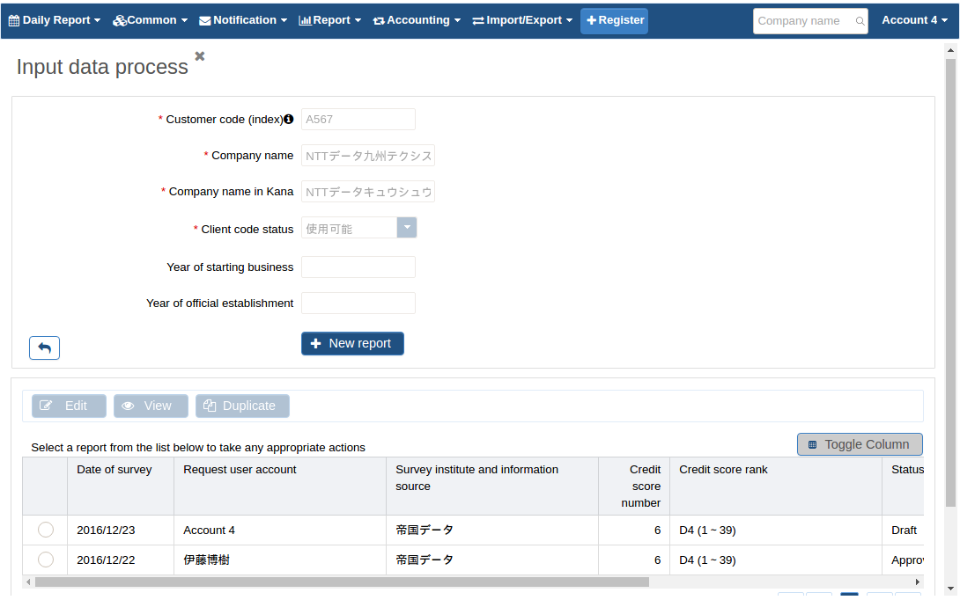 Daily Report Common Notification Report Accounting Import/Export Register Company name Account 4
Input data process
* Customer code (index) A567
* Company name NTTデータ九州テクシス
* Company name in Kana NTTデータキュウシュウ
* Client code status 使用可能
Year of starting business
Year of official establishment
New report
Edit View Duplicate
Select a report from the list below to take any appropriate actions
Toggle Column
Date of survey Request user account Survey institute and information source Credit score number Credit score rank Status
2016/12/23 Account 4 帝国データ 6 D4 (1 ~ 39) Draft
2016/12/22 伊藤博樹 帝国データ 6 D4 (1 ~ 39) Appro